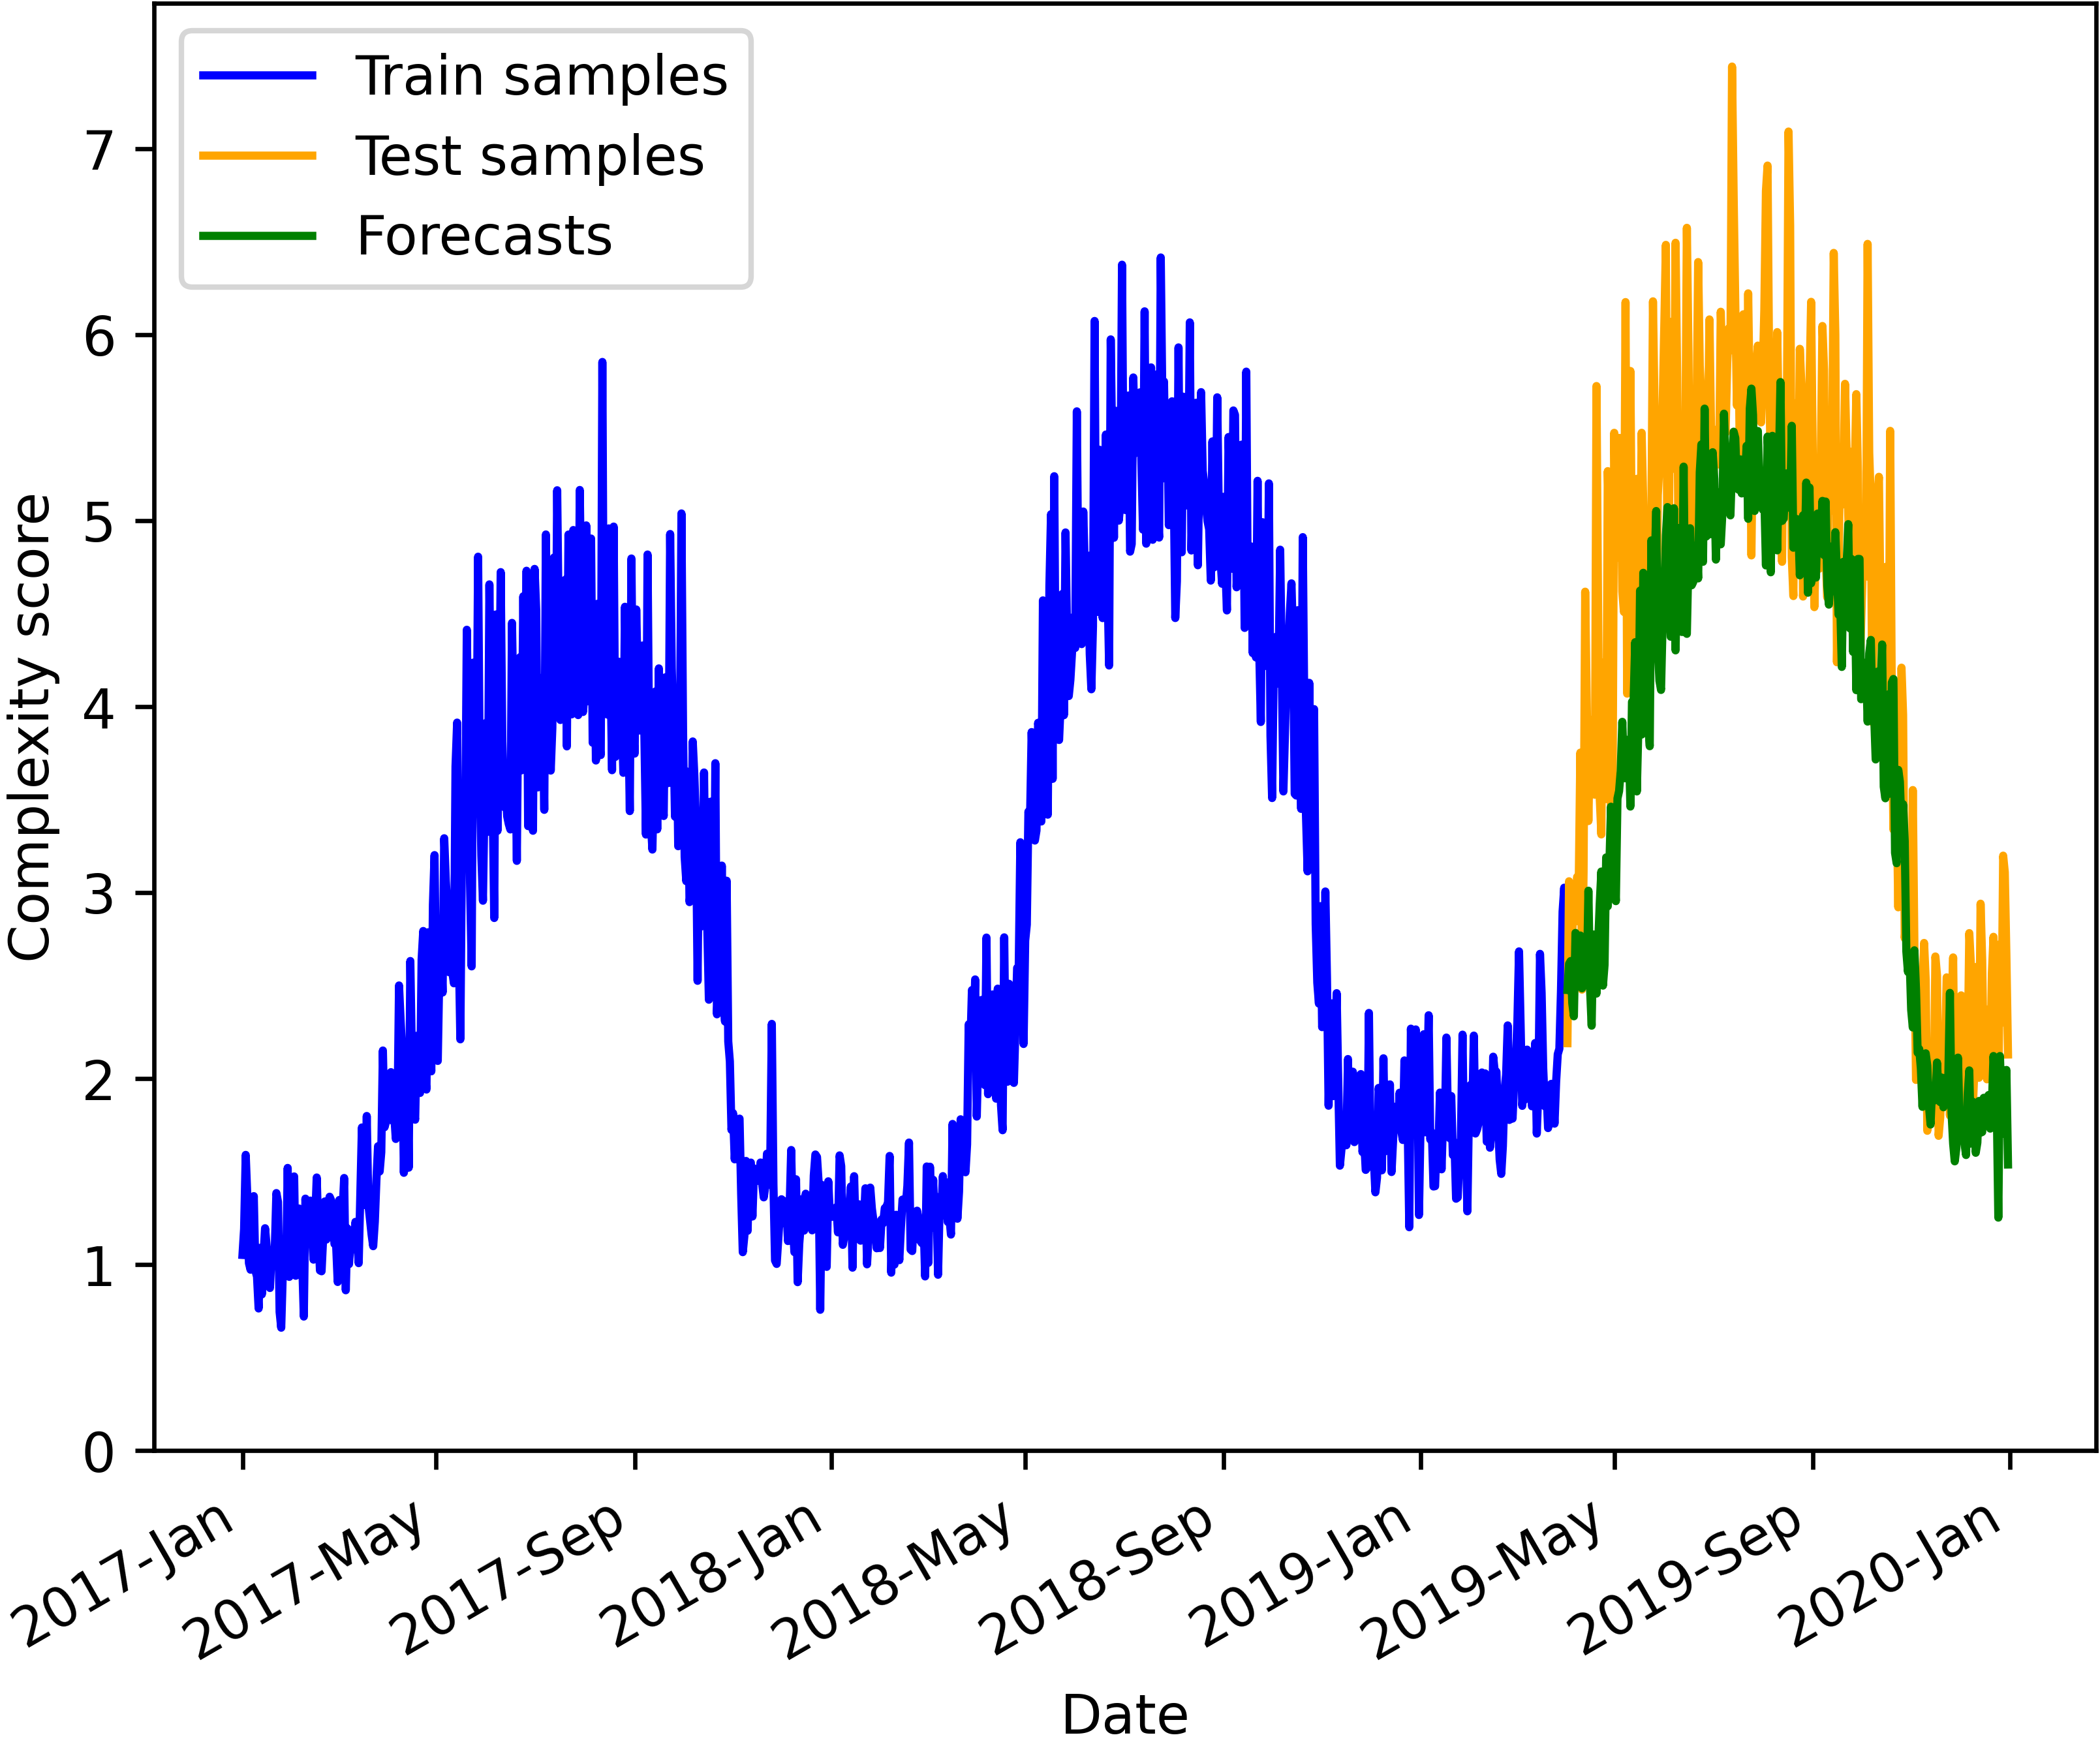 Train samples
Test samples
Forecasts
7
6
5
4
3
2
1
0
Complexity score
2017-Jan
2017-May
2017-Sep
2018-Jan
2018-May
2018-Sep
2019-Jan
2019-May
2019-Sep
2020-Jan
Date